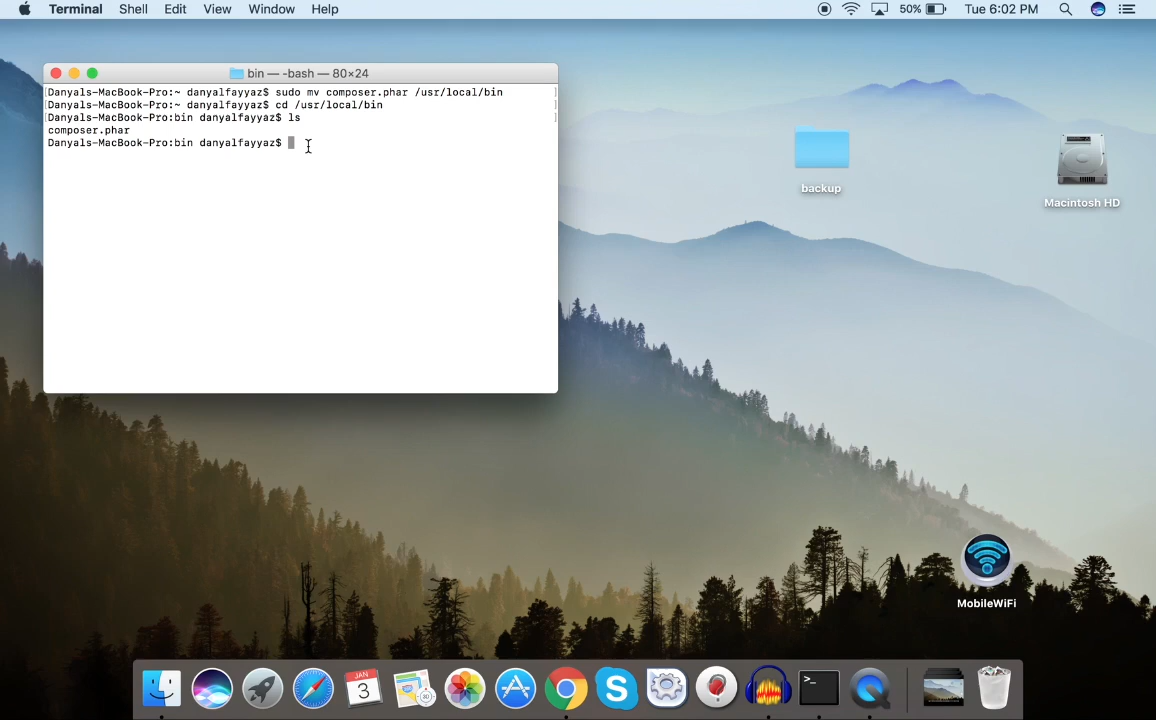 Terminal Shell Edit View Window Help 50% Tue 6:02 PM
bin — -bash — 80×24
Danyals-MacBook-Pro:~ danyalfayyaz$ sudo mv composer.phar /usr/local/bin
Danyals-MacBook-Pro:~ danyalfayyaz$ cd /usr/local/bin
Danyals-MacBook-Pro:bin danyalfayyaz$ ls
composer.phar
Danyals-MacBook-Pro:bin danyalfayyaz$
backup
Macintosh HD
MobileWiFi
JAN
3
30
S
>_